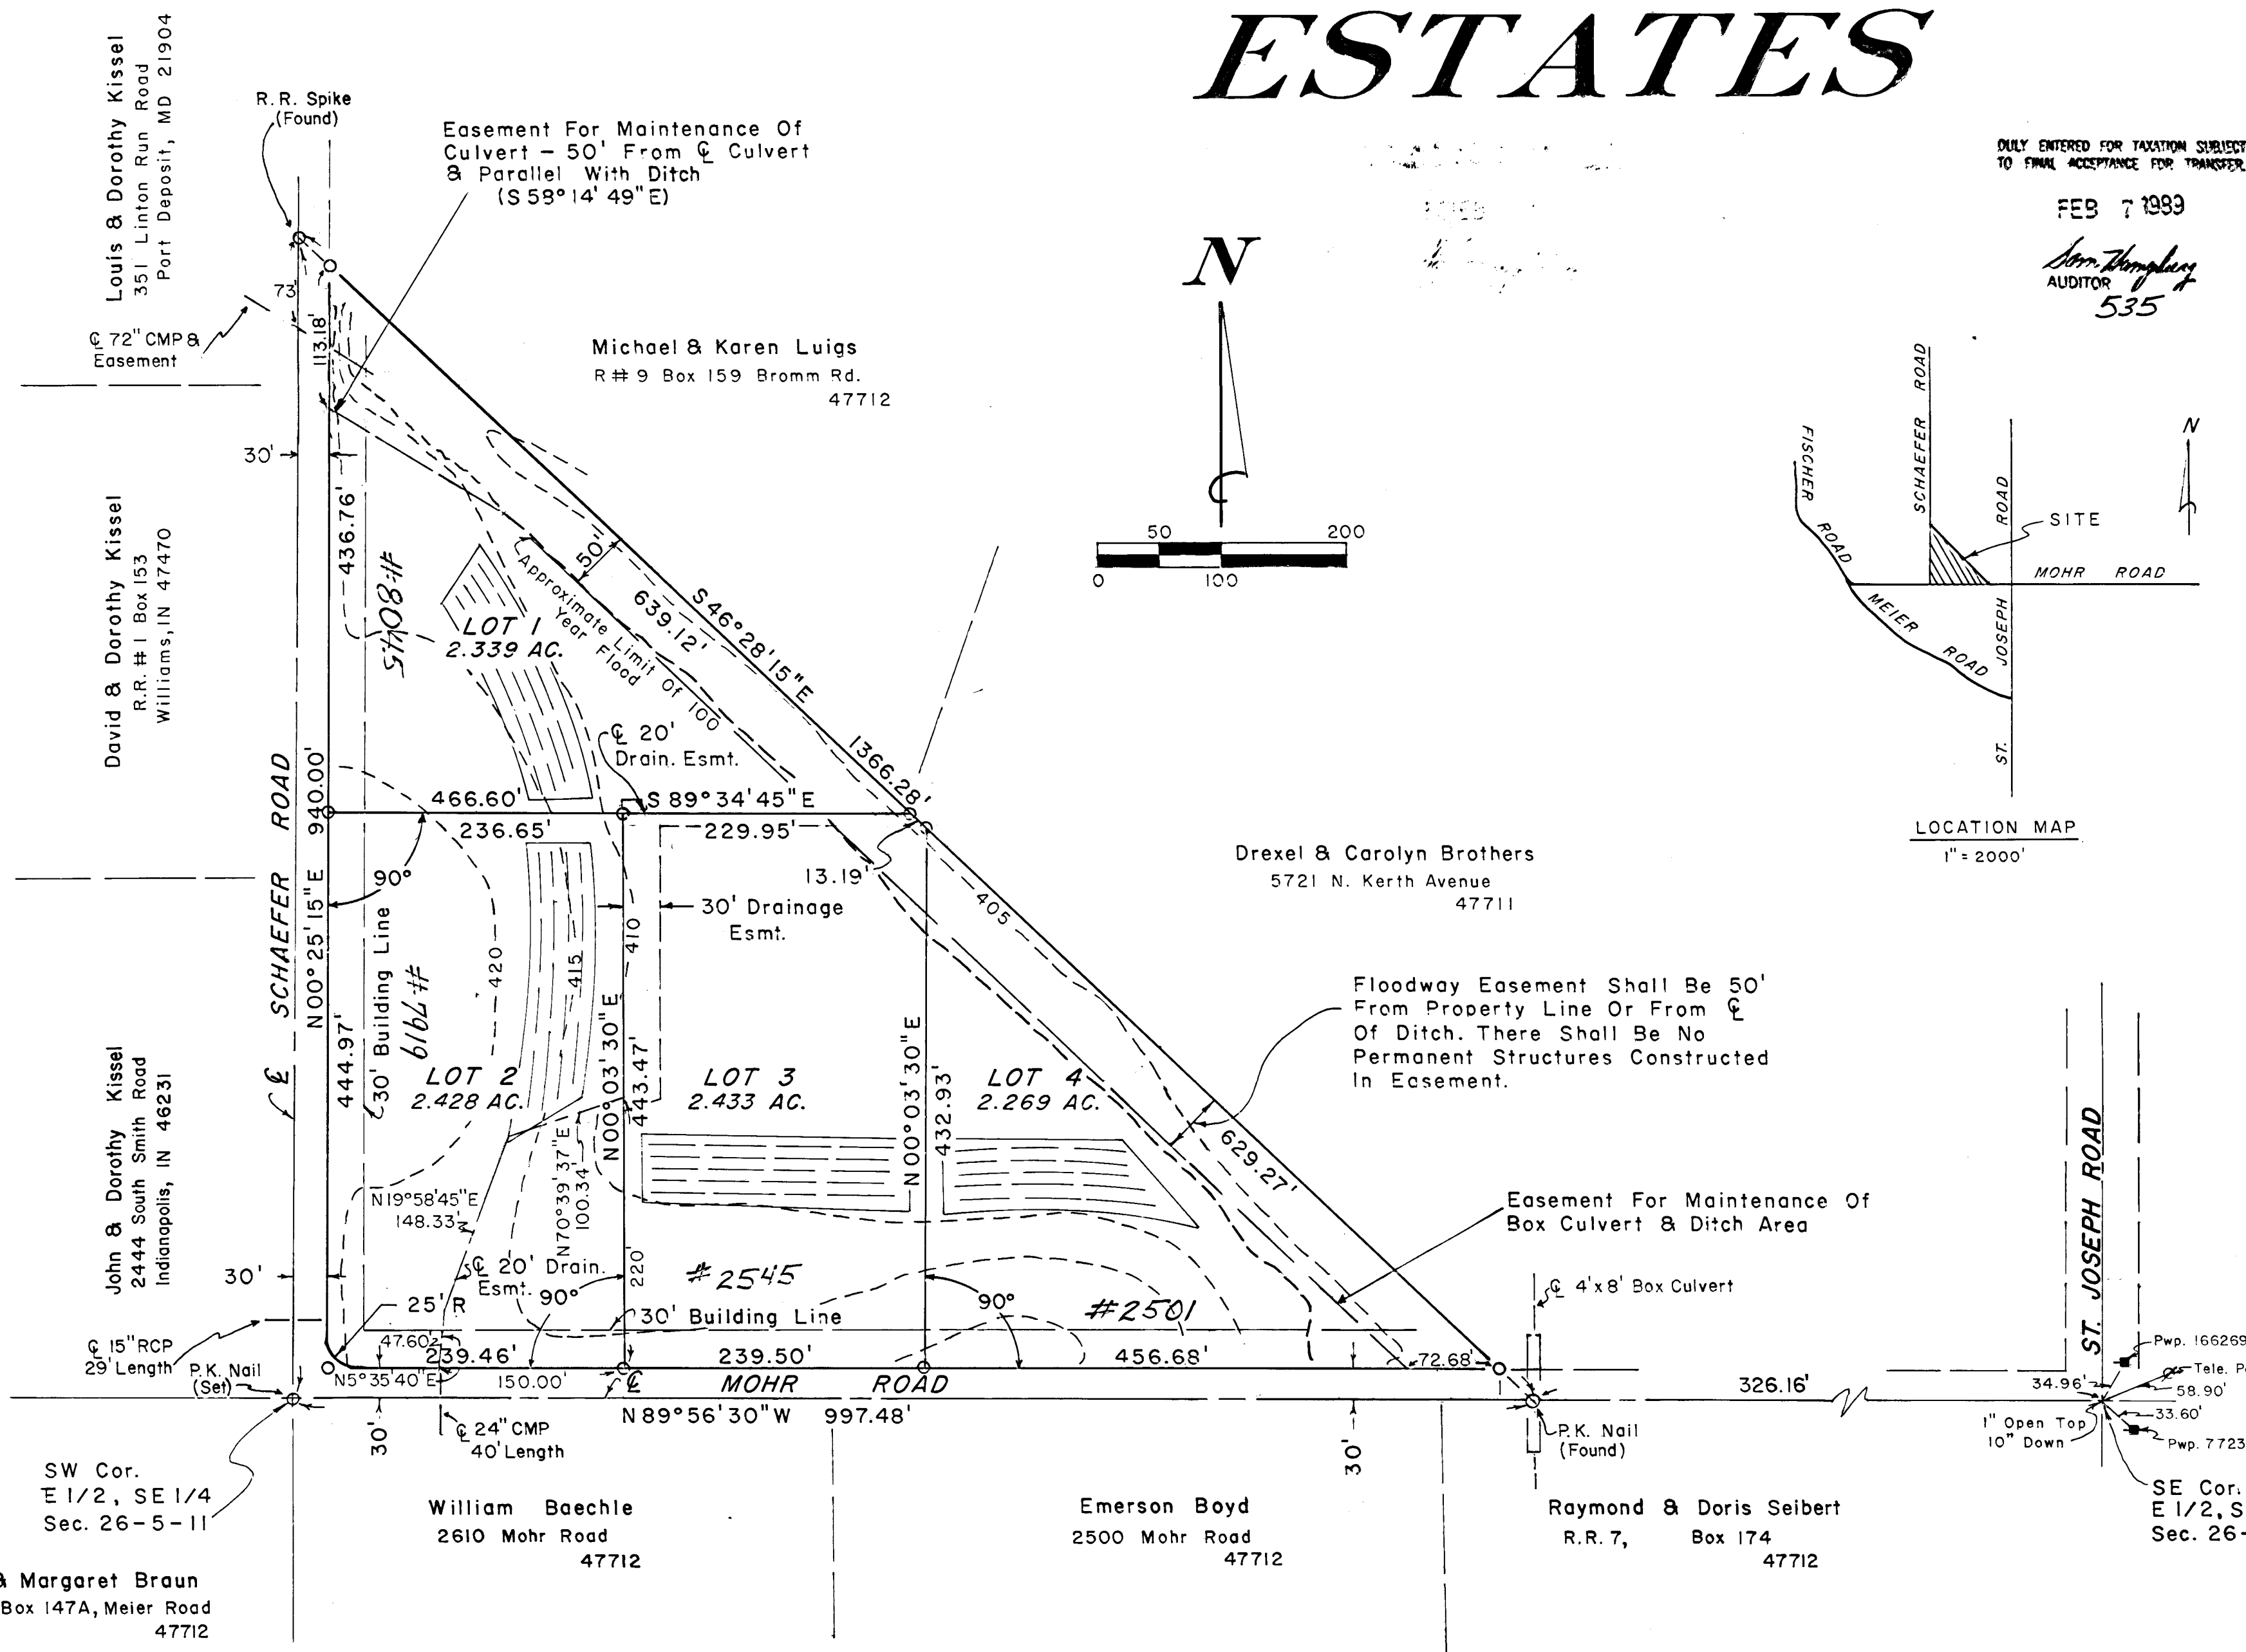 ESTATES
Louis & Dorothy Kissel
351 Linton Run Road
Port Deposit, MD 21904
R.R. Spike
(Found)
Easement For Maintenance Of
Culvert - 50' From ℄ Culvert
& Parallel With Ditch
(S 58° 14' 49" E)
DULY ENTERED FOR TAXATION SUBJECT
TO FINAL ACCEPTANCE FOR TRANSFER.
FEB 7 1989
AUDITOR
535
N
73'
113.18'
℄ 72" CMP &
Easement
Michael & Karen Luigs
R # 9 Box 159 Bromm Rd.
47712
30'
50
200
0
100
FISCHER
ROAD
SCHAEFER ROAD
ST. JOSEPH ROAD
N
SITE
MOHR ROAD
MEIER
ROAD
LOCATION MAP
1" = 2000'
David & Dorothy Kissel
R.R. # 1 Box 153
Williams, IN 47470
436.76'
#8045
LOT 1
2.339 AC.
50'
Approximate Limit Of 100
Year Flood
639.12'
S 46° 28' 15" E
1366.28'
℄ 20'
Drain. Esmt.
466.60'
S 89° 34' 45" E
236.65'
229.95'
13.19'
90°
SCHAEFER ROAD
℄
N 00° 25' 15" E 940.00'
444.97'
30' Building Line
#7919
420
415
410
30' Drainage
Esmt.
405
Drexel & Carolyn Brothers
5721 N. Kerth Avenue
47711
Floodway Easement Shall Be 50'
From Property Line Or From ℄
Of Ditch. There Shall Be No
Permanent Structures Constructed
In Easement.
John & Dorothy Kissel
2444 South Smith Road
Indianapolis, IN 46231
LOT 2
2.428 AC.
N 00° 03' 30" E
443.47'
LOT 3
2.433 AC.
N 00° 03' 30" E
432.93'
LOT 4
2.269 AC.
629.27'
N19°58'45"E
148.33'
N70°39'37"E
100.34'
220'
℄ 20' Drain.
Esmt.
90°
#2545
90°
#2501
30' Building Line
Easement For Maintenance Of
Box Culvert & Ditch Area
℄ 4'x8' Box Culvert
ST. JOSEPH ROAD
30'
25' R
℄ 15" RCP
29' Length
P.K. Nail
(Set)
47.60'
239.46'
239.50'
456.68'
72.68'
N5°35'40"E
150.00'
℄
MOHR ROAD
N 89° 56' 30" W 997.48'
326.16'
30'
30'
℄ 24" CMP
40' Length
P.K. Nail
(Found)
Pwp. 166269
Tele. P
34.96'
58.90'
33.60'
1" Open Top
10" Down
Pwp. 7723
SW Cor.
E 1/2, SE 1/4
Sec. 26-5-11
SE Cor.
E 1/2, S
Sec. 26-
William Baechle
2610 Mohr Road
47712
Emerson Boyd
2500 Mohr Road
47712
Raymond & Doris Seibert
R.R. 7, Box 174
47712
& Margaret Braun
Box 147A, Meier Road
47712